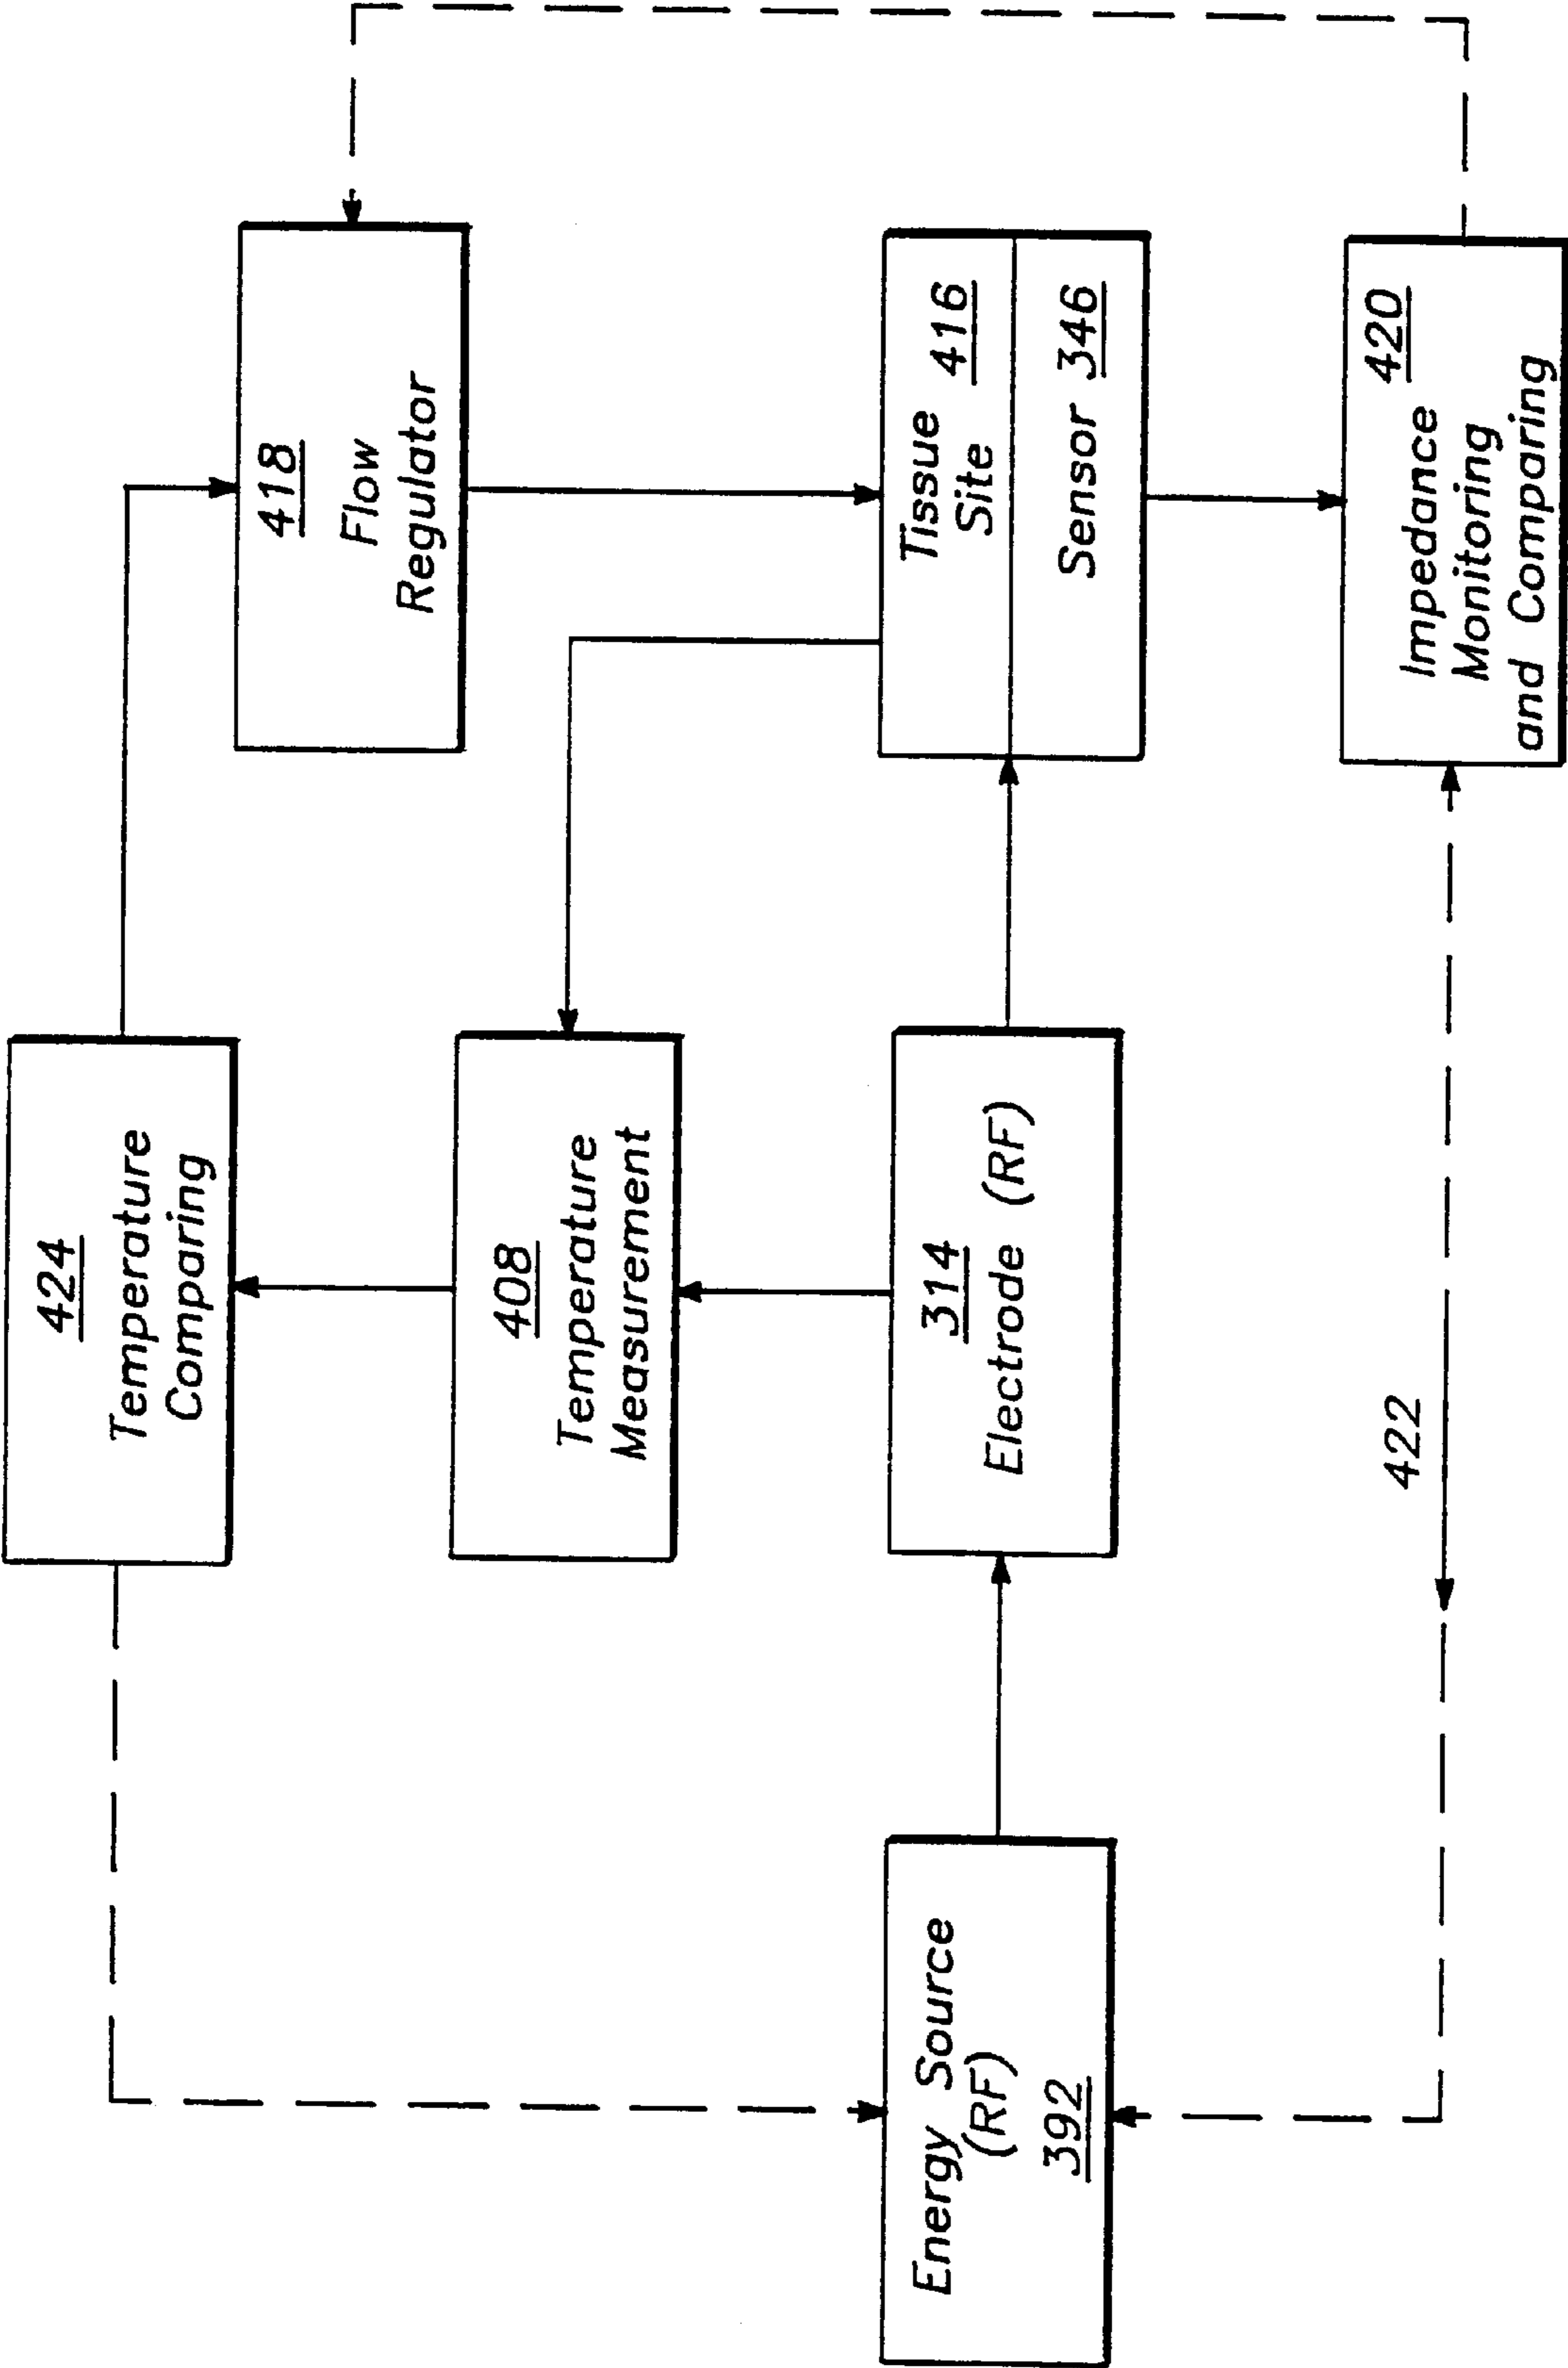 424
Temperature
Comparing
418
Flow
Regulator
408
Temperature
Measurement
Energy Source
(RF)
392
314
Electrode (RF)
Tissue 416
Site
Sensor 346
422
420
Impedance
Monitoring
and Comparing